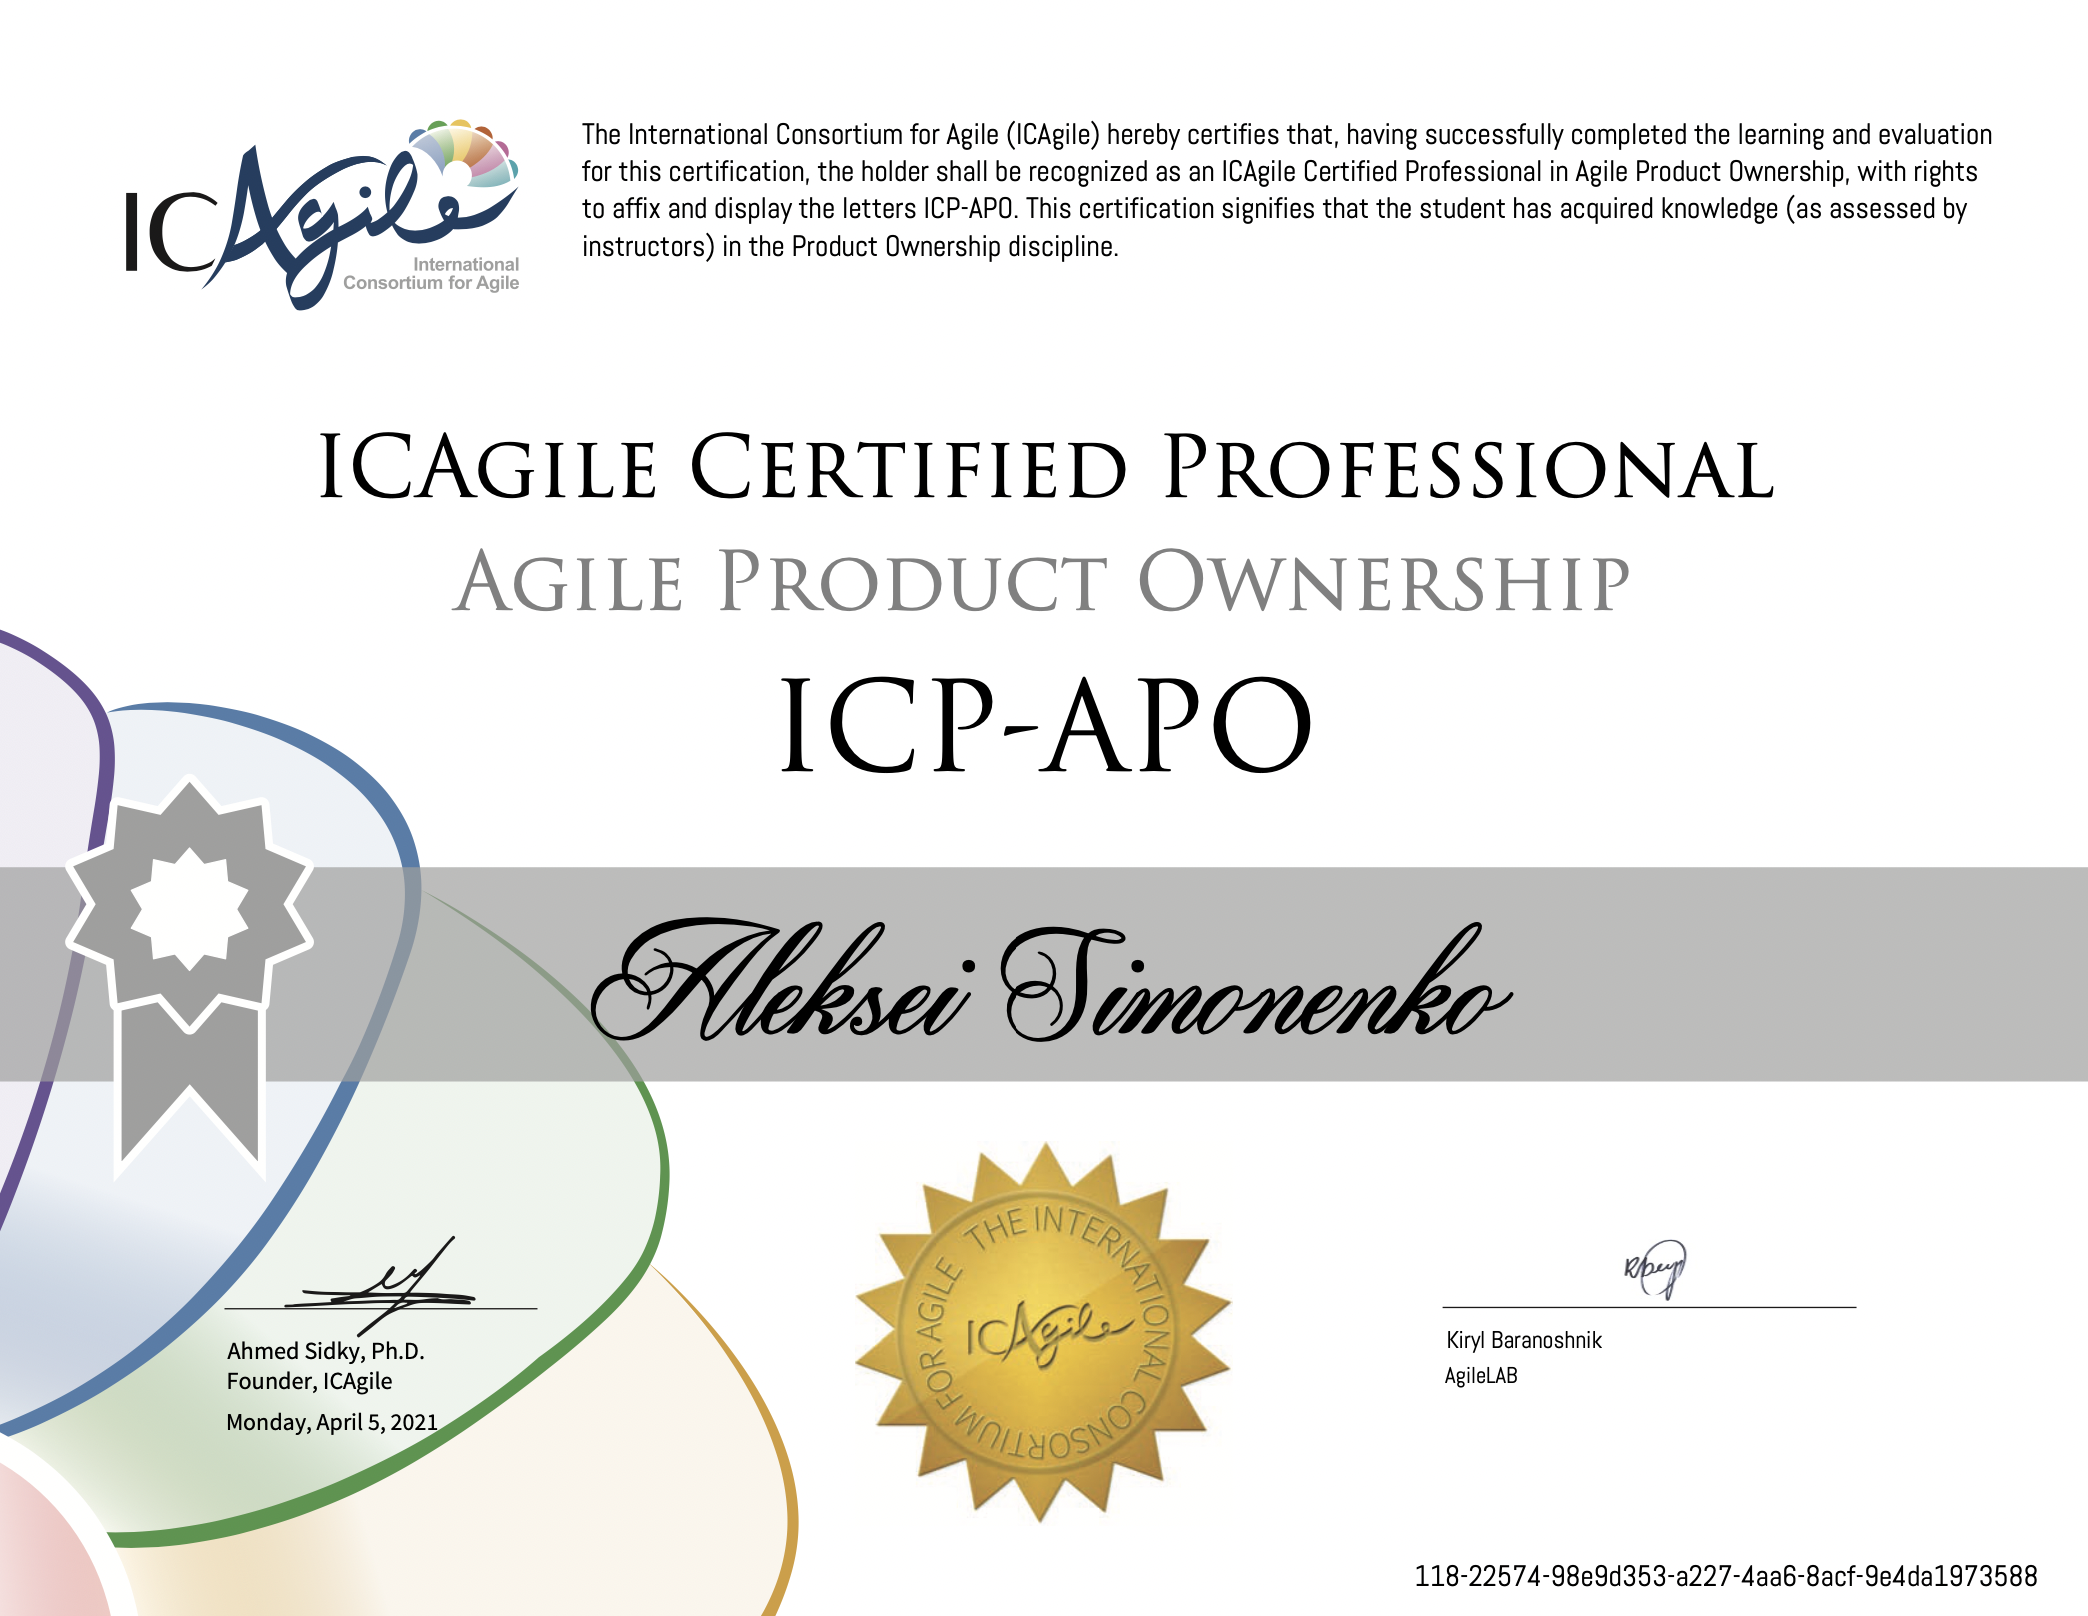 ICAgile
International
Consortium for Agile
The International Consortium for Agile (ICAgile) hereby certifies that, having successfully completed the learning and evaluation
for this certification, the holder shall be recognized as an ICAgile Certified Professional in Agile Product Ownership, with rights
to affix and display the letters ICP-APO. This certification signifies that the student has acquired knowledge (as assessed by
instructors) in the Product Ownership discipline.
ICAgile Certified Professional
Agile Product Ownership
ICP-APO
Aleksei Simonenko
Ahmed Sidky, Ph.D.
Founder, ICAgile
Monday, April 5, 2021
THE INTERNATIONAL CONSORTIUM FOR AGILE
ICAgile
Kiryl Baranoshnik
AgileLAB
118-22574-98e9d353-a227-4aa6-8acf-9e4da1973588